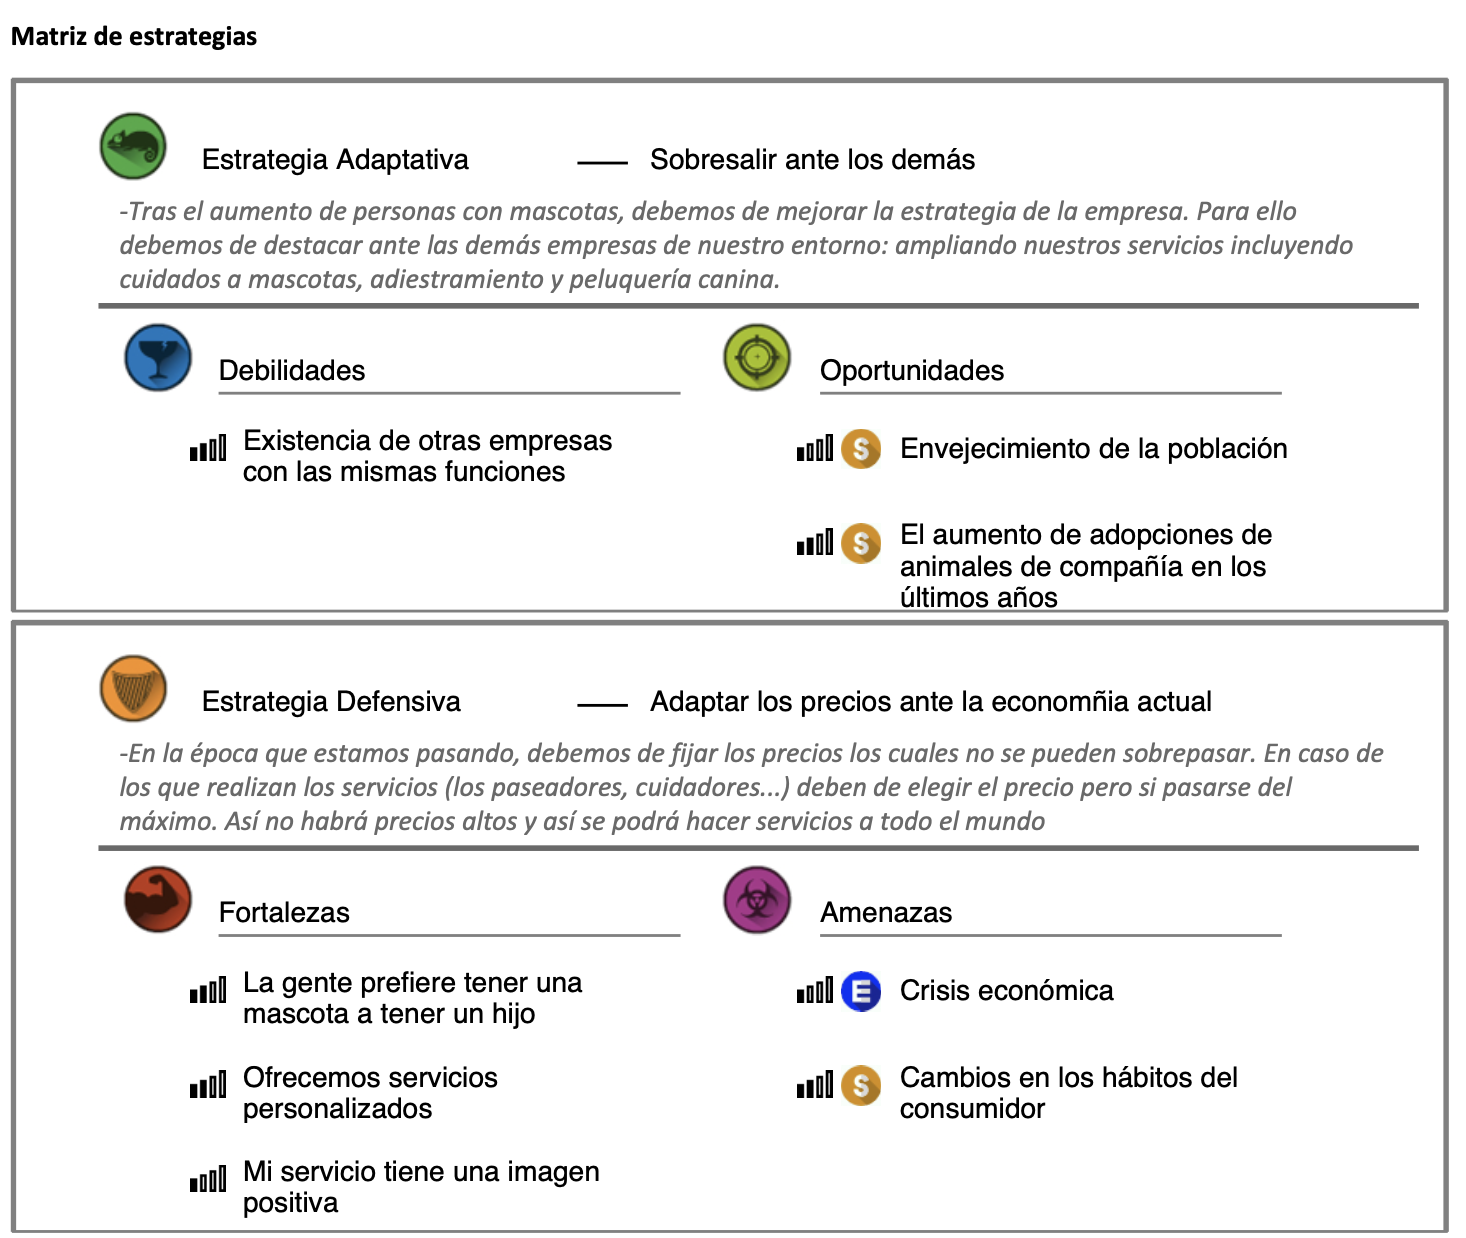 Matriz de estrategias
Estrategia Adaptativa — Sobresalir ante los demás
-Tras el aumento de personas con mascotas, debemos de mejorar la estrategia de la empresa. Para ello
debemos de destacar ante las demás empresas de nuestro entorno: ampliando nuestros servicios incluyendo
cuidados a mascotas, adiestramiento y peluquería canina.
Debilidades
Existencia de otras empresas
con las mismas funciones
Oportunidades
S Envejecimiento de la población
S El aumento de adopciones de
animales de compañía en los
últimos años
Estrategia Defensiva — Adaptar los precios ante la economñia actual
-En la época que estamos pasando, debemos de fijar los precios los cuales no se pueden sobrepasar. En caso de
los que realizan los servicios (los paseadores, cuidadores...) deben de elegir el precio pero si pasarse del
máximo. Así no habrá precios altos y así se podrá hacer servicios a todo el mundo
Fortalezas
La gente prefiere tener una
mascota a tener un hijo
Ofrecemos servicios
personalizados
Mi servicio tiene una imagen
positiva
Amenazas
E Crisis económica
S Cambios en los hábitos del
consumidor